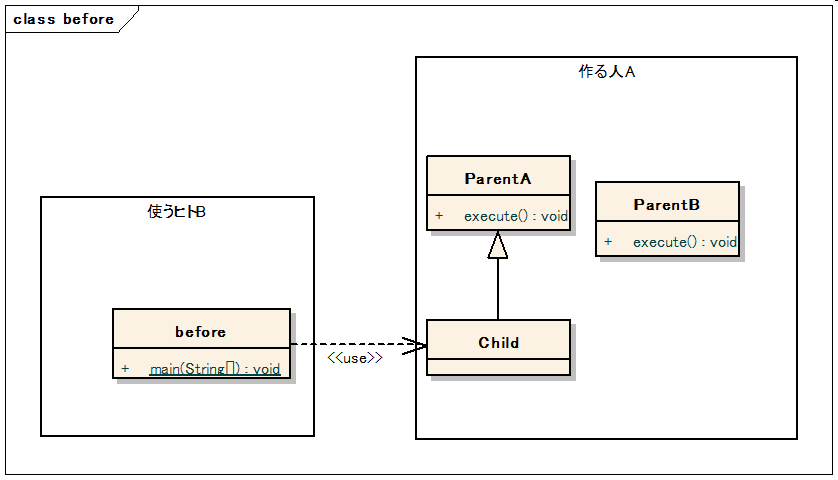 class before
作る人A
使うヒトB
ParentA
+ execute() : void
ParentB
+ execute() : void
before
+ main(String[]) : void
Child
<<use>>